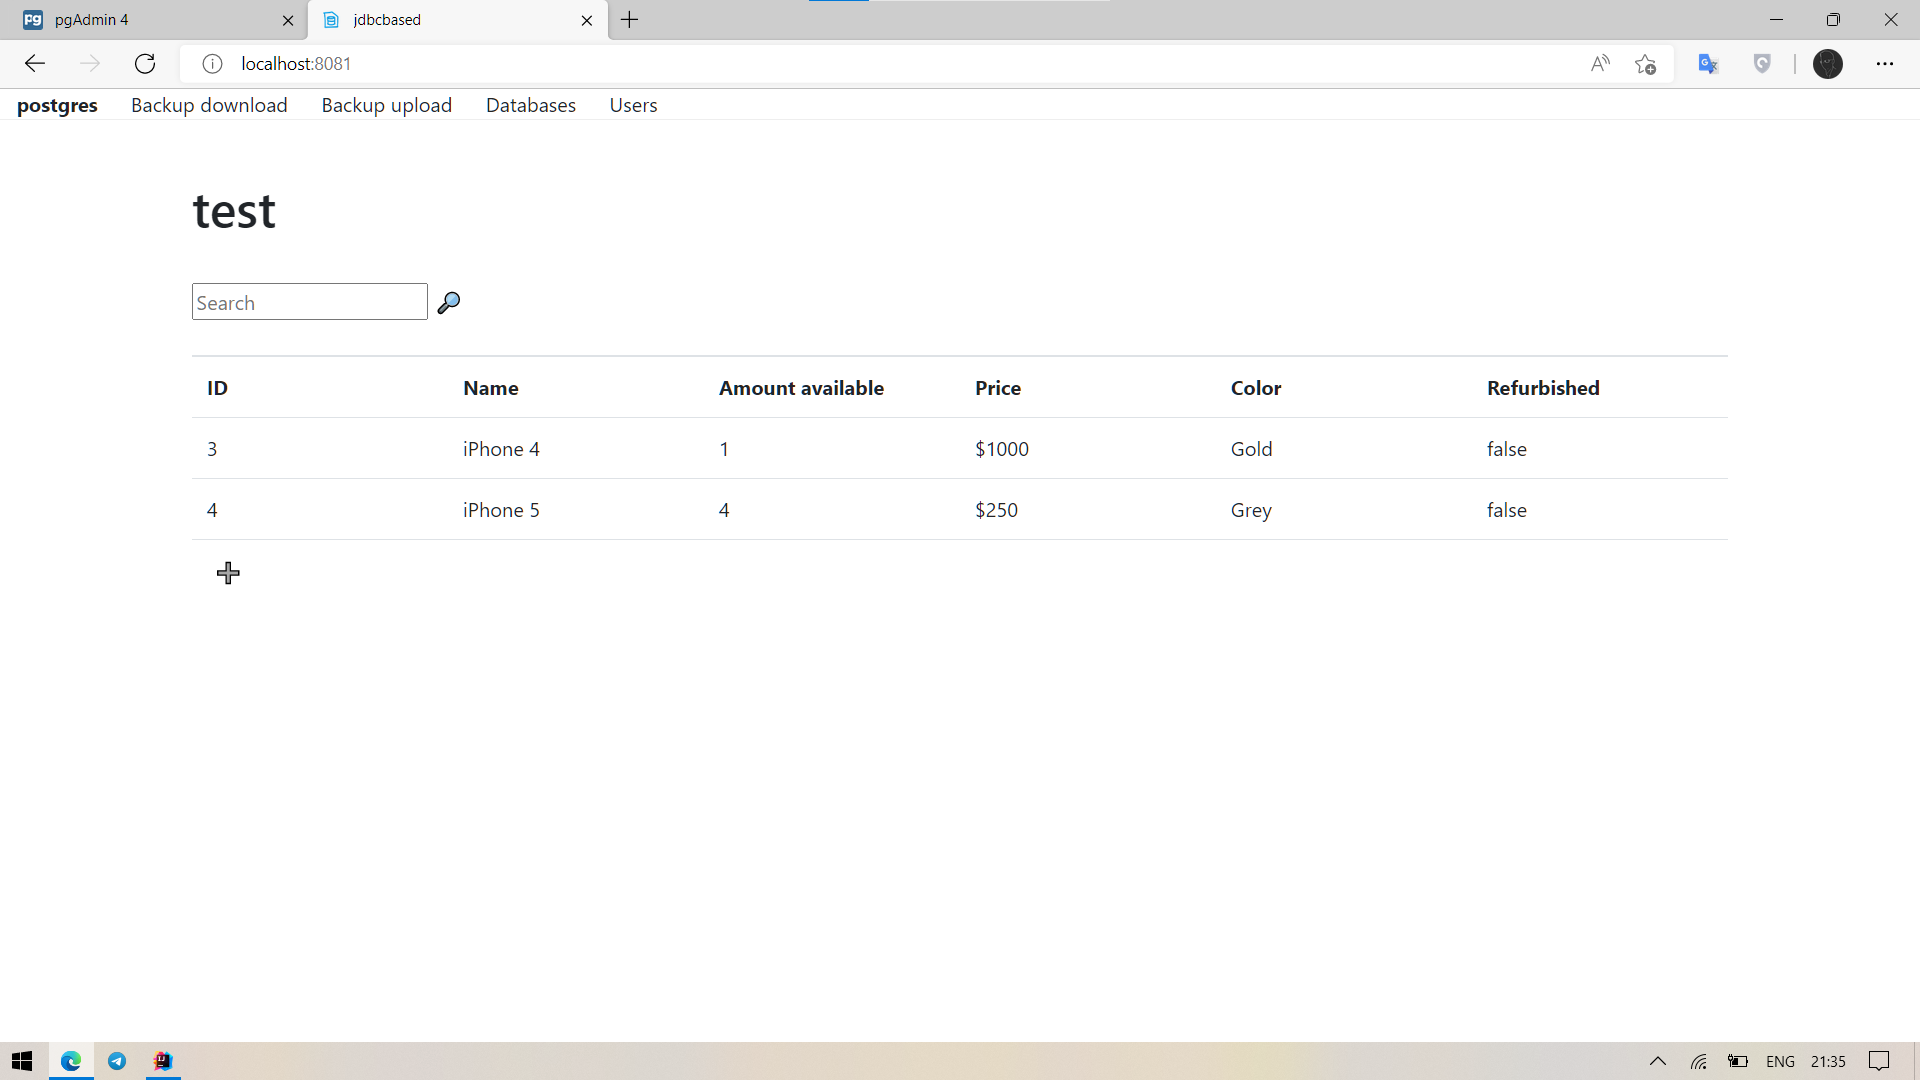 pgAdmin 4
jdbcbased
localhost:8081
postgres Backup download Backup upload Databases Users
test
Search
ID Name Amount available Price Color Refurbished
3 iPhone 4 1 $1000 Gold false
4 iPhone 5 4 $250 Grey false
ENG 21:35